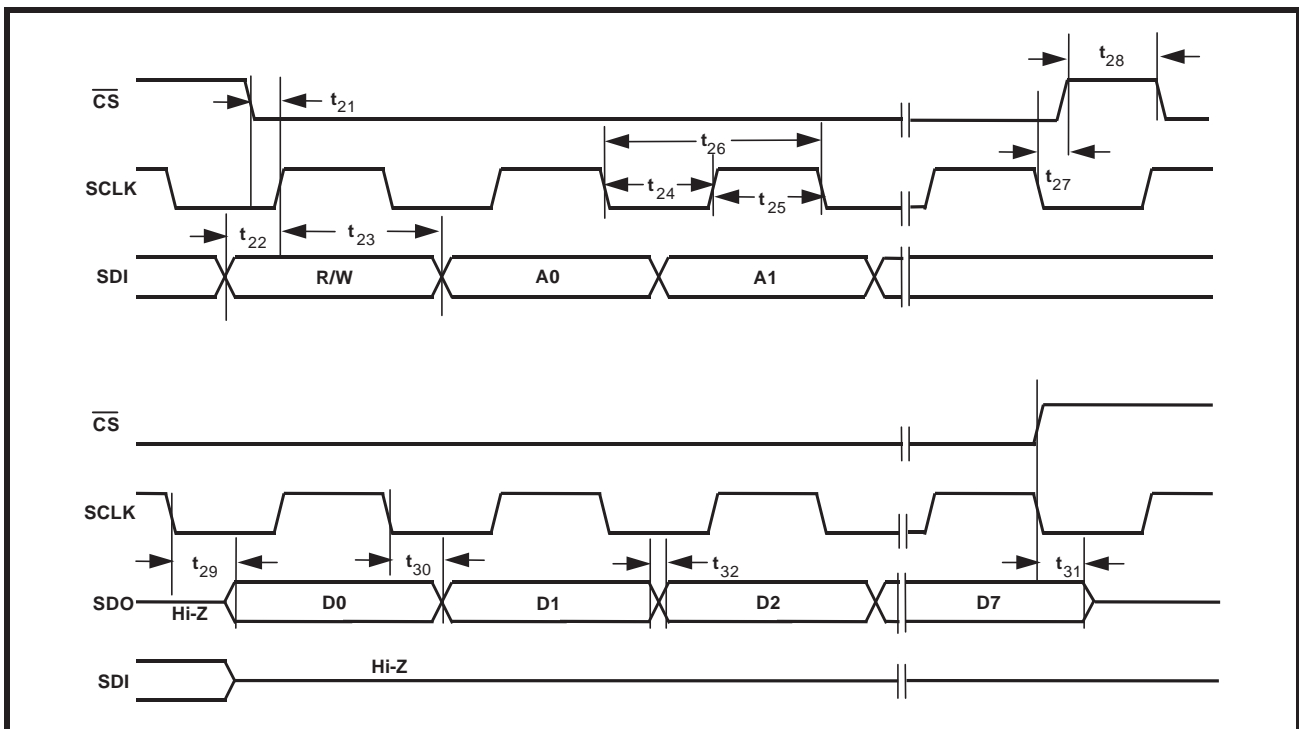 t28
CS
t21
t26
SCLK
t24
t25
t27
t22
t23
SDI
R/W
A0
A1
CS
SCLK
t29
t30
t32
t31
SDO
Hi-Z
D0
D1
D2
D7
SDI
Hi-Z